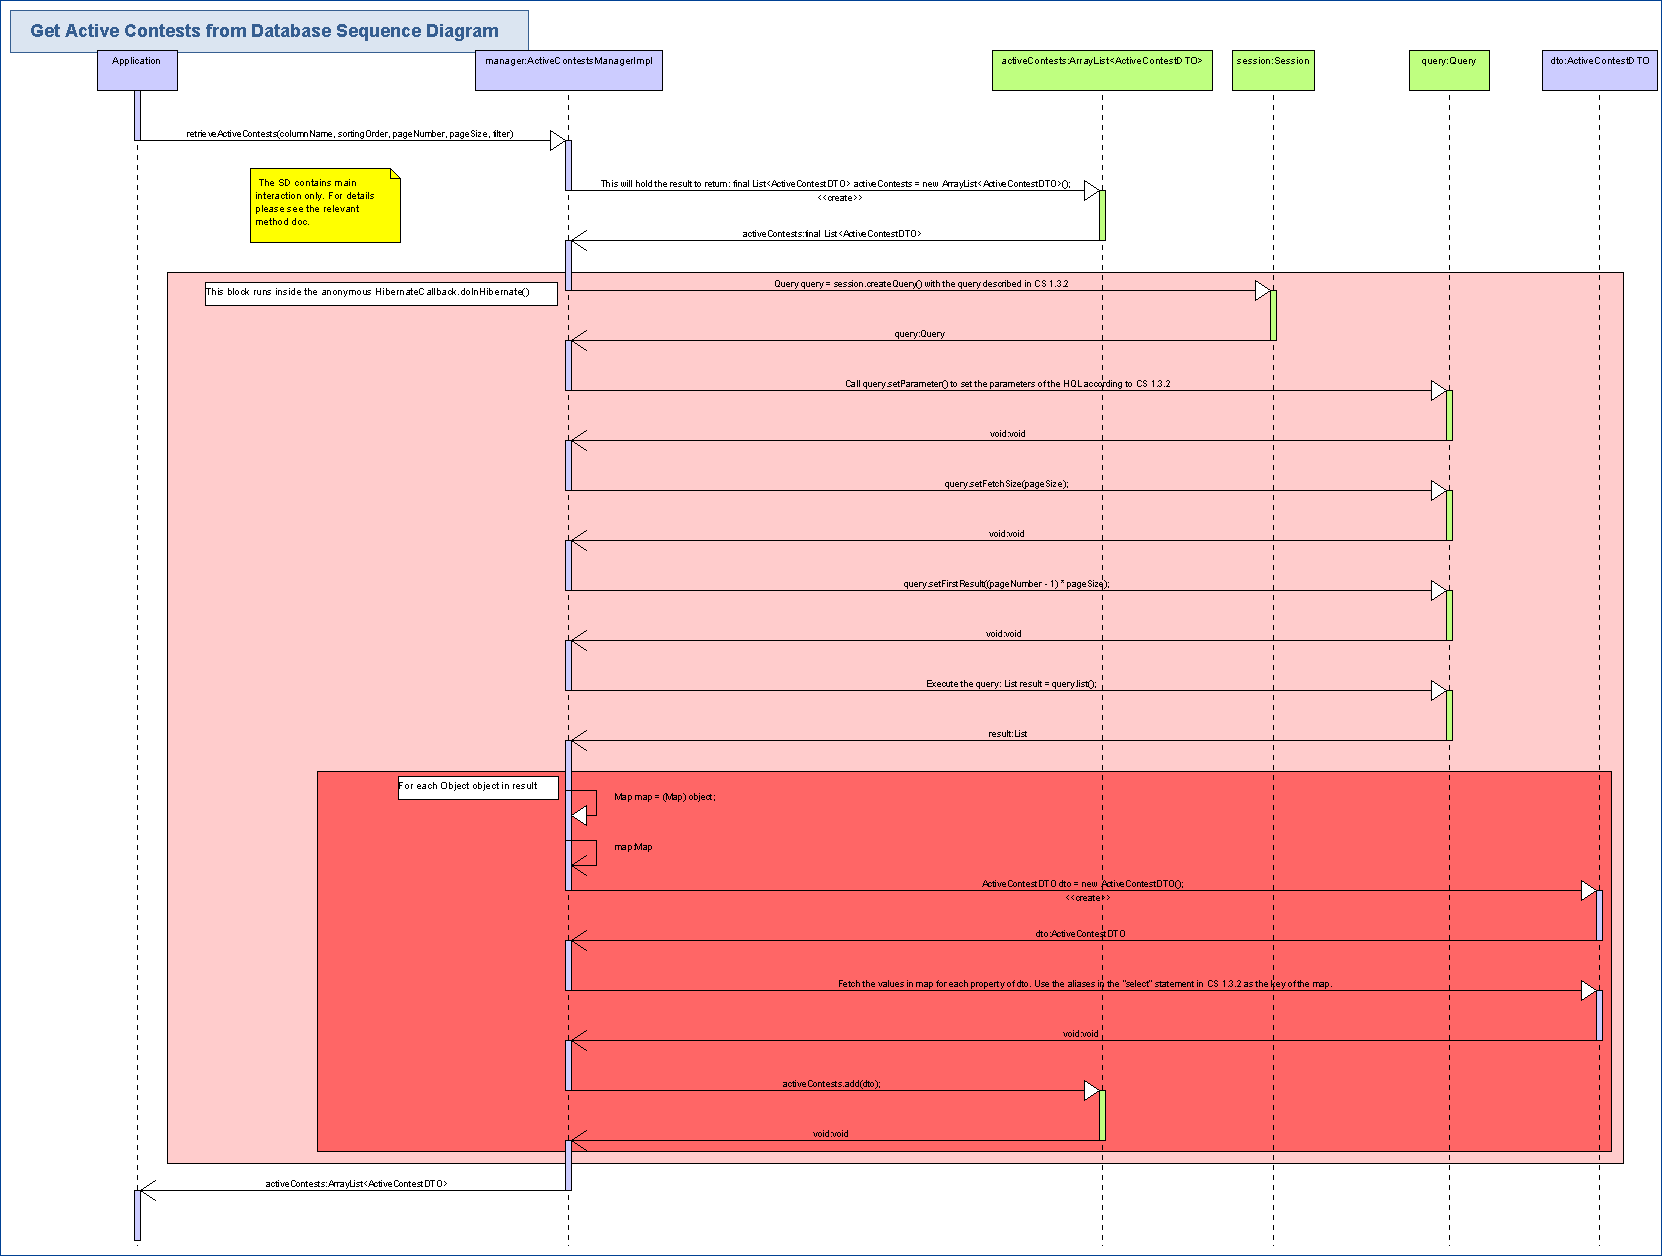 Get Active Contests from Database Sequence Diagram
Application
manager:ActiveContestsManagerImpl
activeContests:ArrayList<ActiveContestDTO>
session:Session
query:Query
dto:ActiveContestDTO
retrieveActiveContests(columnName, sortingOrder, pageNumber, pageSize, filter)
The SD contains main
interaction only. For details
please see the relevant
method doc.
This will hold the result to return: final List<ActiveContestDTO> activeContests = new ArrayList<ActiveContestDTO>();
<<create>>
activeContests:final List<ActiveContestDTO>
This block runs inside the anonymous HibernateCallback.doInHibernate()
Query query = session.createQuery() with the query described in CS 1.3.2
query:Query
Call query.setParameter() to set the parameters of the HQL according to CS 1.3.2
void:void
query.setFetchSize(pageSize);
void:void
query.setFirstResult((pageNumber - 1) * pageSize);
void:void
Execute the query: List result = query.list();
result:List
For each Object object in result
Map map = (Map) object;
map:Map
ActiveContestDTO dto = new ActiveContestDTO();
<<create>>
dto:ActiveContestDTO
Fetch the values in map for each property of dto. Use the aliases in the "select" statement in CS 1.3.2 as the key of the map.
void:void
activeContests.add(dto);
void:void
activeContests:ArrayList<ActiveContestDTO>